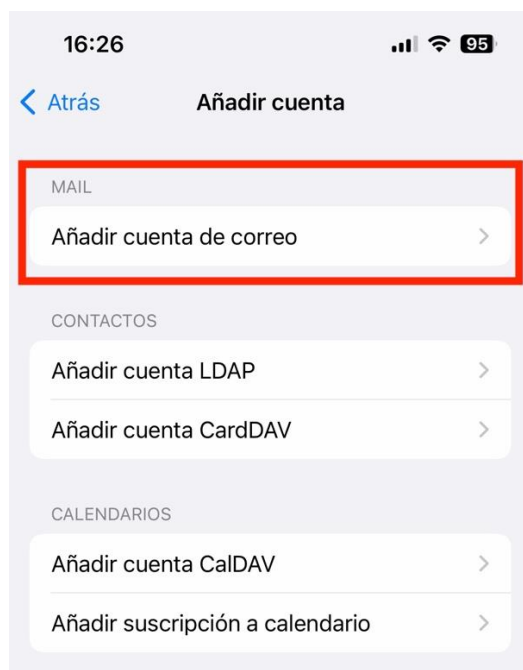 16:26 95
Atrás Añadir cuenta
MAIL
Añadir cuenta de correo
CONTACTOS
Añadir cuenta LDAP
Añadir cuenta CardDAV
CALENDARIOS
Añadir cuenta CalDAV
Añadir suscripción a calendario